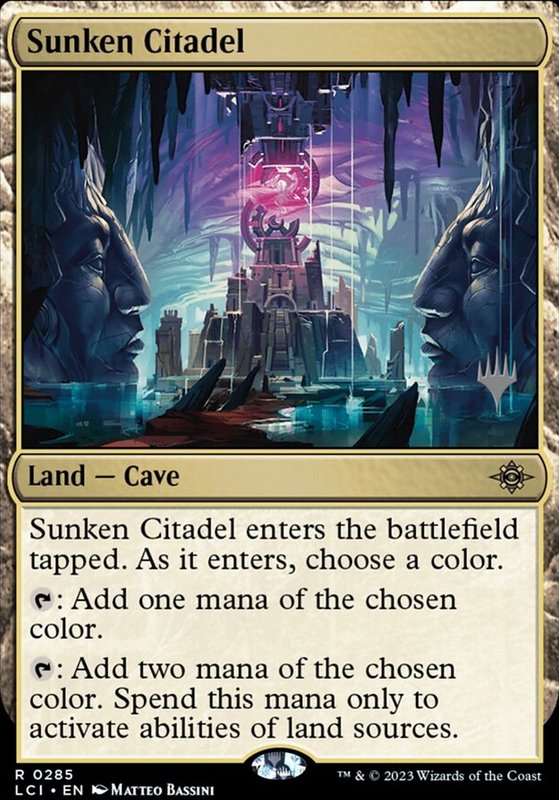 Sunken Citadel
Land — Cave
Sunken Citadel enters the battlefield
tapped. As it enters, choose a color.
: Add one mana of the chosen
color.
: Add two mana of the chosen
color. Spend this mana only to
activate abilities of land sources.
R 0285
LCI • EN Matteo Bassini
™ & © 2023 Wizards of the Coast